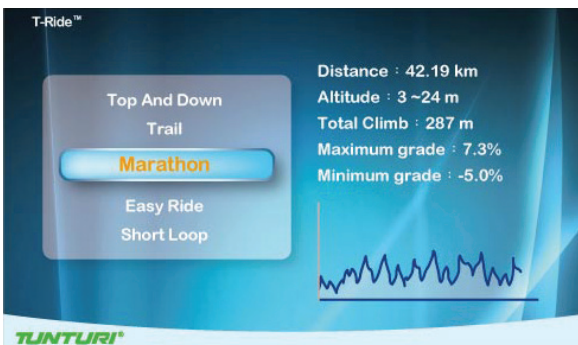 T-Ride™
Top And Down
Trail
Marathon
Easy Ride
Short Loop
Distance : 42.19 km
Altitude : 3 ~24 m
Total Climb : 287 m
Maximum grade : 7.3%
Minimum grade : -5.0%
TUNTURI®